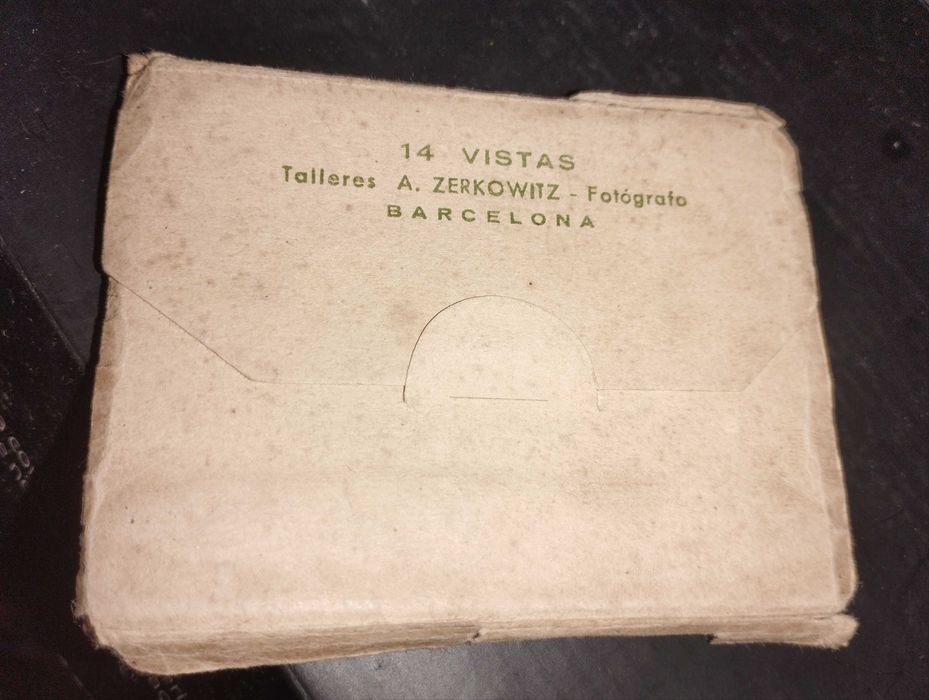 14 VISTAS
Talleres A. ZERKOWITZ - Fotógrafo
BARCELONA